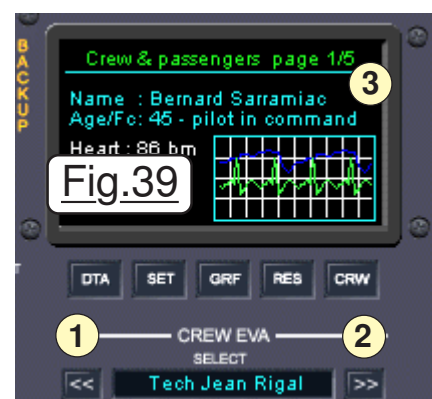 BACKUP
Crew & passengers page 1/5
3
Name : Bernard Sarramiac
Age/Fc: 45 - pilot in command
Heart : 86 bm
Fig.39
DTA SET GRF RES CRW
1 CREW EVA 2
SELECT
<< Tech Jean Rigal >>